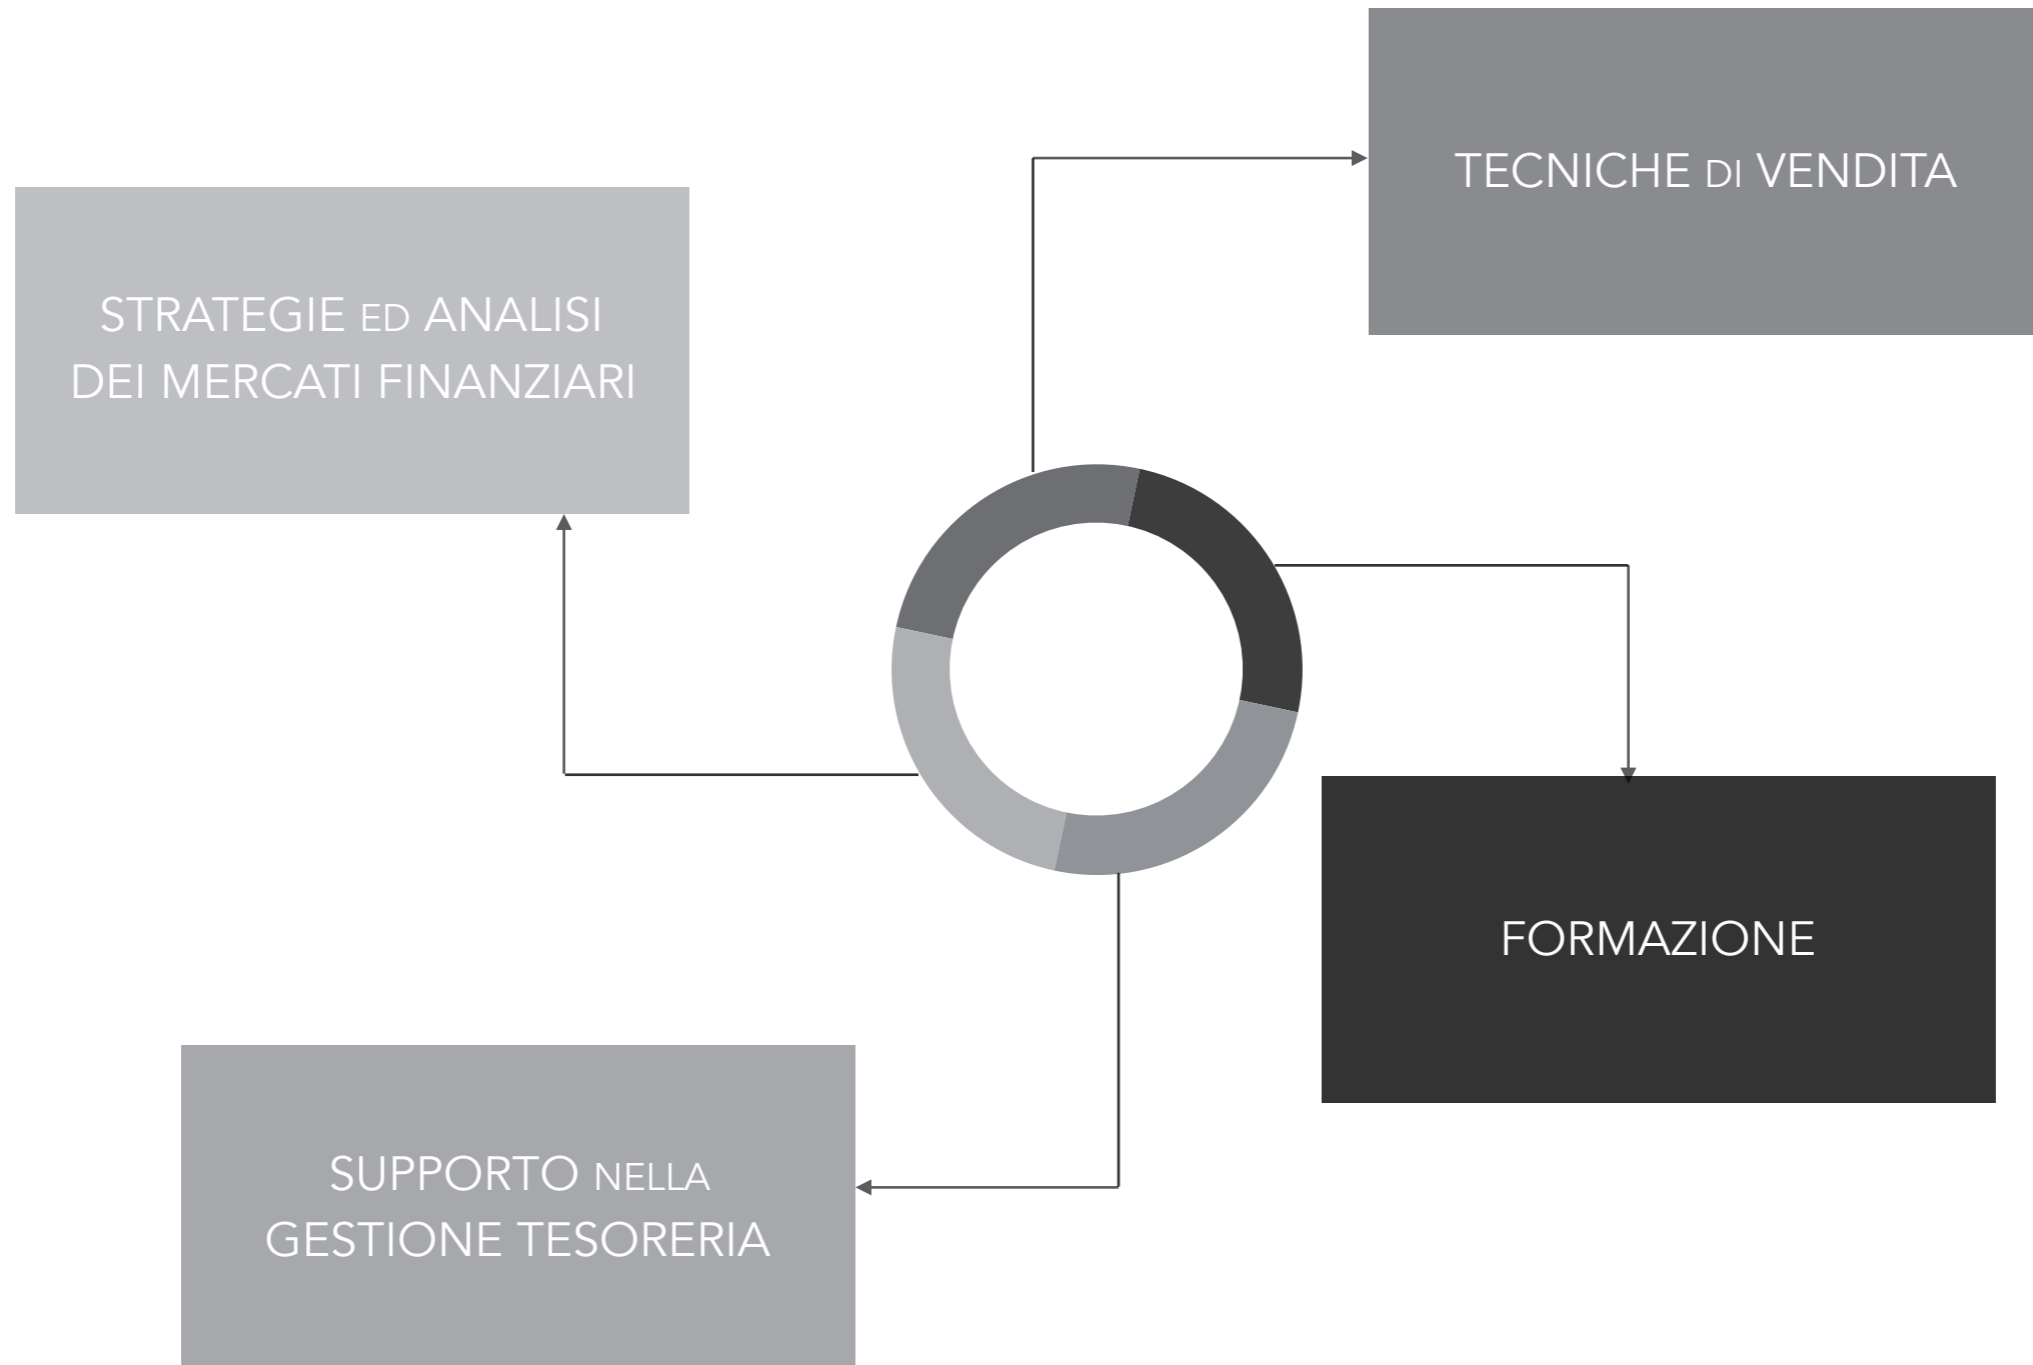 TECNICHE DI VENDITA
STRATEGIE ED ANALISI
DEI MERCATI FINANZIARI
FORMAZIONE
SUPPORTO NELLA
GESTIONE TESORERIA